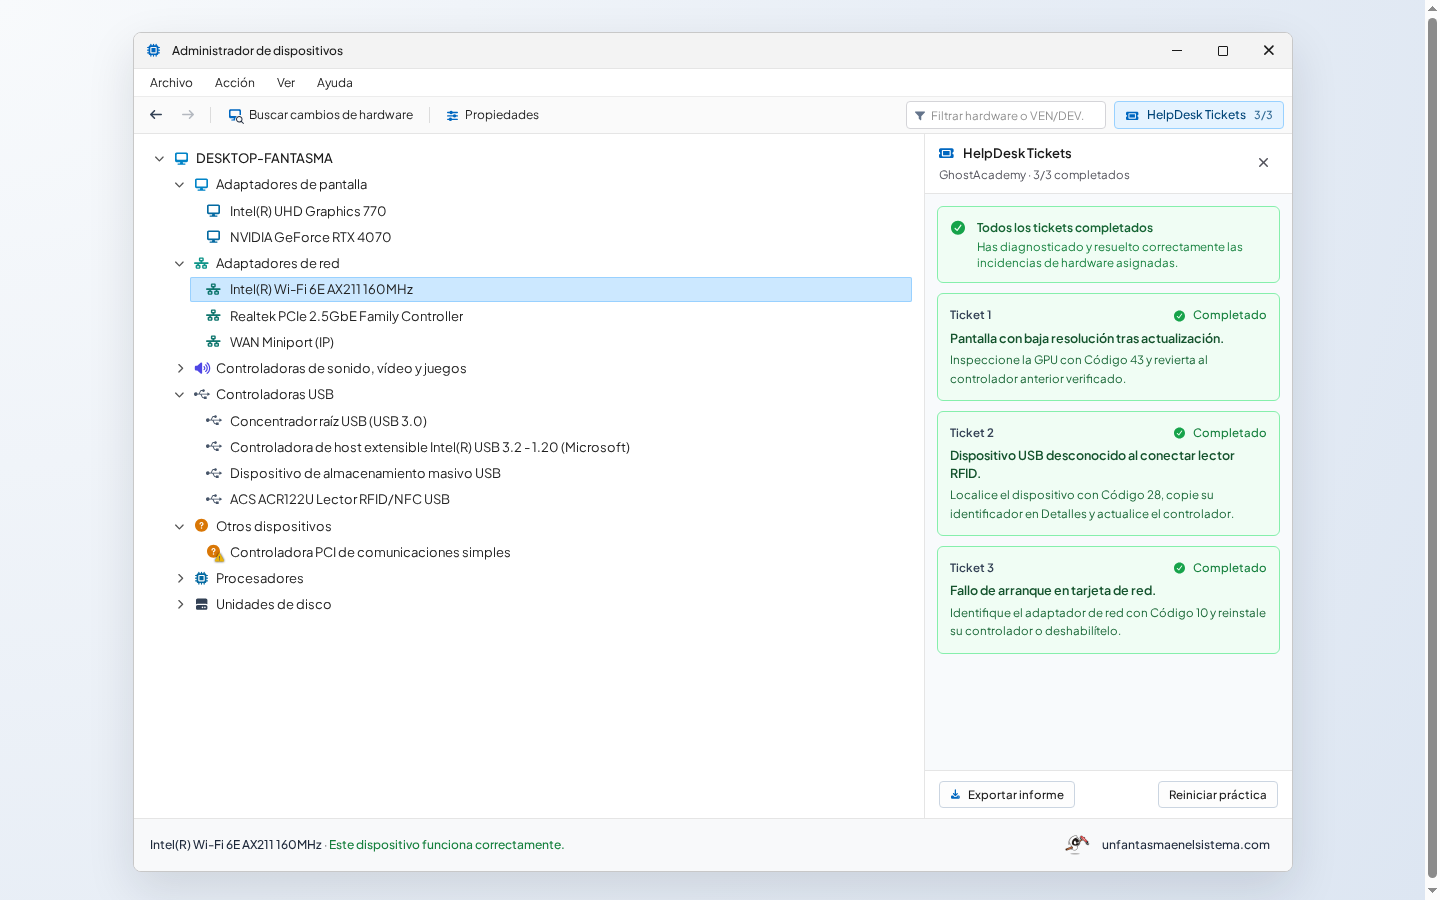 Administrador de dispositivos
Archivo Acción Ver Ayuda
Buscar cambios de hardware Propiedades Filtrar hardware o VEN/DEV. HelpDesk Tickets 3/3
DESKTOP-FANTASMA
Adaptadores de pantalla
Intel(R) UHD Graphics 770
NVIDIA GeForce RTX 4070
Adaptadores de red
Intel(R) Wi-Fi 6E AX211 160MHz
Realtek PCIe 2.5GbE Family Controller
WAN Miniport (IP)
Controladoras de sonido, vídeo y juegos
Controladoras USB
Concentrador raíz USB (USB 3.0)
Controladora de host extensible Intel(R) USB 3.2 - 1.20 (Microsoft)
Dispositivo de almacenamiento masivo USB
ACS ACR122U Lector RFID/NFC USB
Otros dispositivos
Controladora PCI de comunicaciones simples
Procesadores
Unidades de disco
HelpDesk Tickets
GhostAcademy · 3/3 completados
Todos los tickets completados
Has diagnosticado y resuelto correctamente las
incidencias de hardware asignadas.
Ticket 1 Completado
Pantalla con baja resolución tras actualización.
Inspeccione la GPU con Código 43 y revierta al
controlador anterior verificado.
Ticket 2 Completado
Dispositivo USB desconocido al conectar lector
RFID.
Localice el dispositivo con Código 28, copie su
identificador en Detalles y actualice el controlador.
Ticket 3 Completado
Fallo de arranque en tarjeta de red.
Identifique el adaptador de red con Código 10 y reinstale
su controlador o deshabilítelo.
Exportar informe Reiniciar práctica
Intel(R) Wi-Fi 6E AX211 160MHz · Este dispositivo funciona correctamente. unfantasmaenelsistema.com